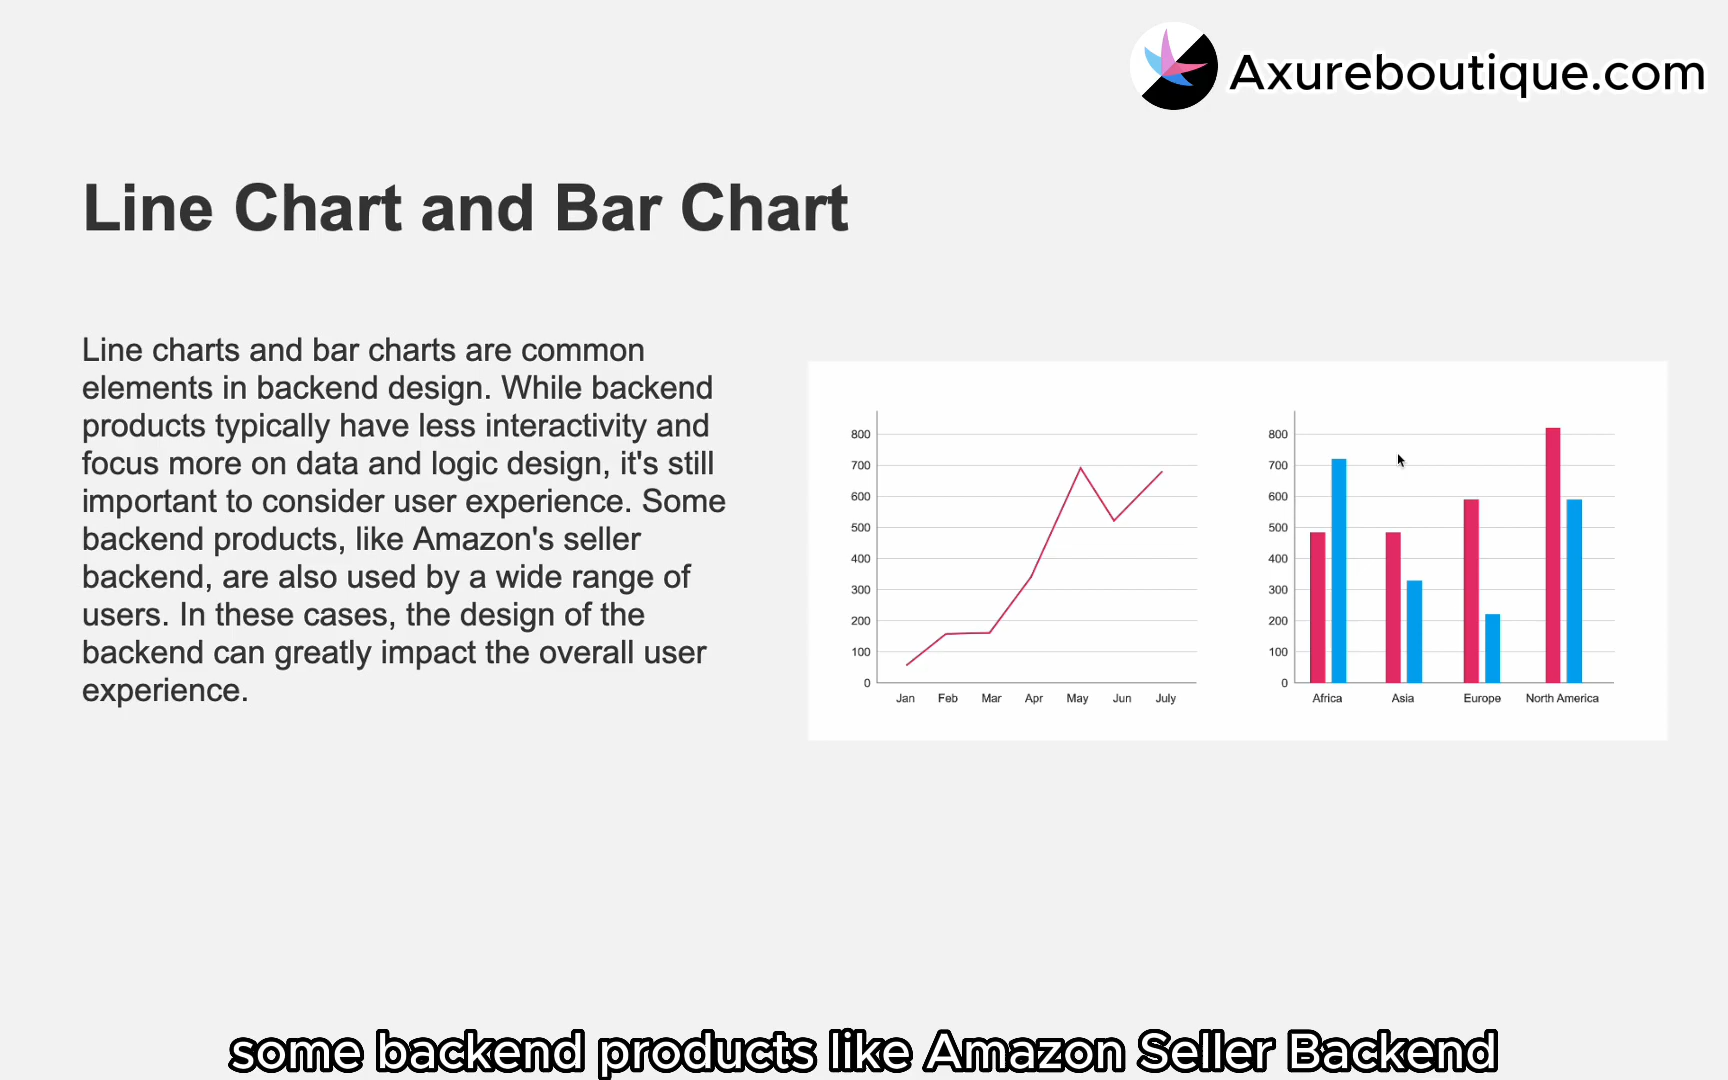 Axureboutique.com
Line Chart and Bar Chart
Line charts and bar charts are common
elements in backend design. While backend
products typically have less interactivity and
focus more on data and logic design, it's still
important to consider user experience. Some
backend products, like Amazon's seller
backend, are also used by a wide range of
users. In these cases, the design of the
backend can greatly impact the overall user
experience.
800
700
600
500
400
300
200
100
0
Jan Feb Mar Apr May Jun July
800
700
600
500
400
300
200
100
0
Africa Asia Europe North America
some backend products like Amazon Seller Backend